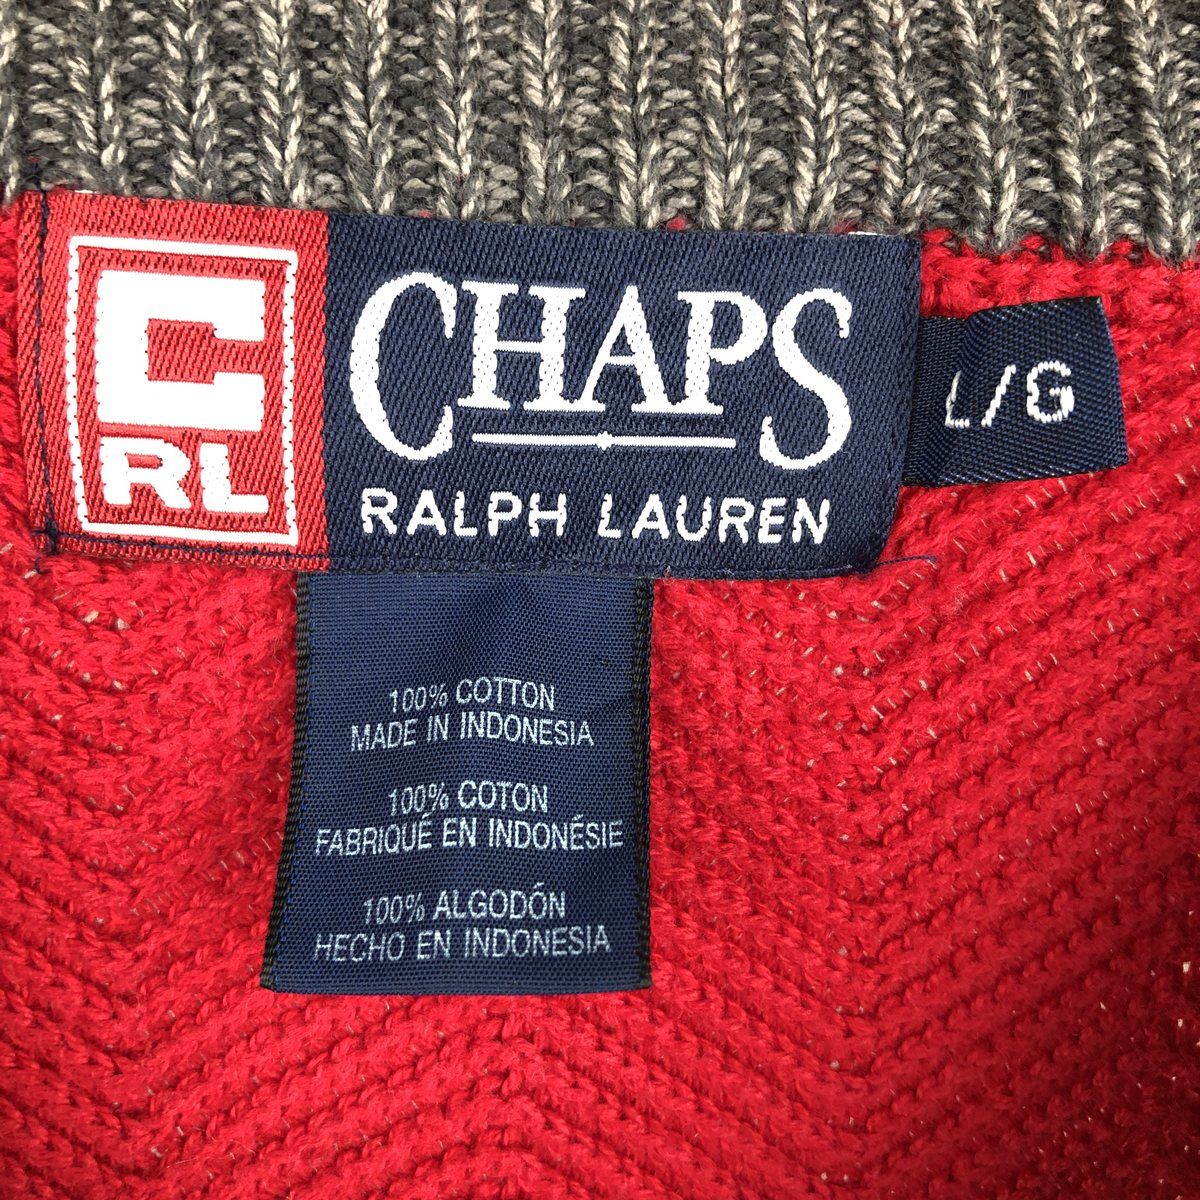 C
RL
CHAPS
RALPH LAUREN
L/G
100% COTTON
MADE IN INDONESIA
100% COTON
FABRIQUÉ EN INDONÉSIE
100% ALGODÓN
HECHO EN INDONESIA